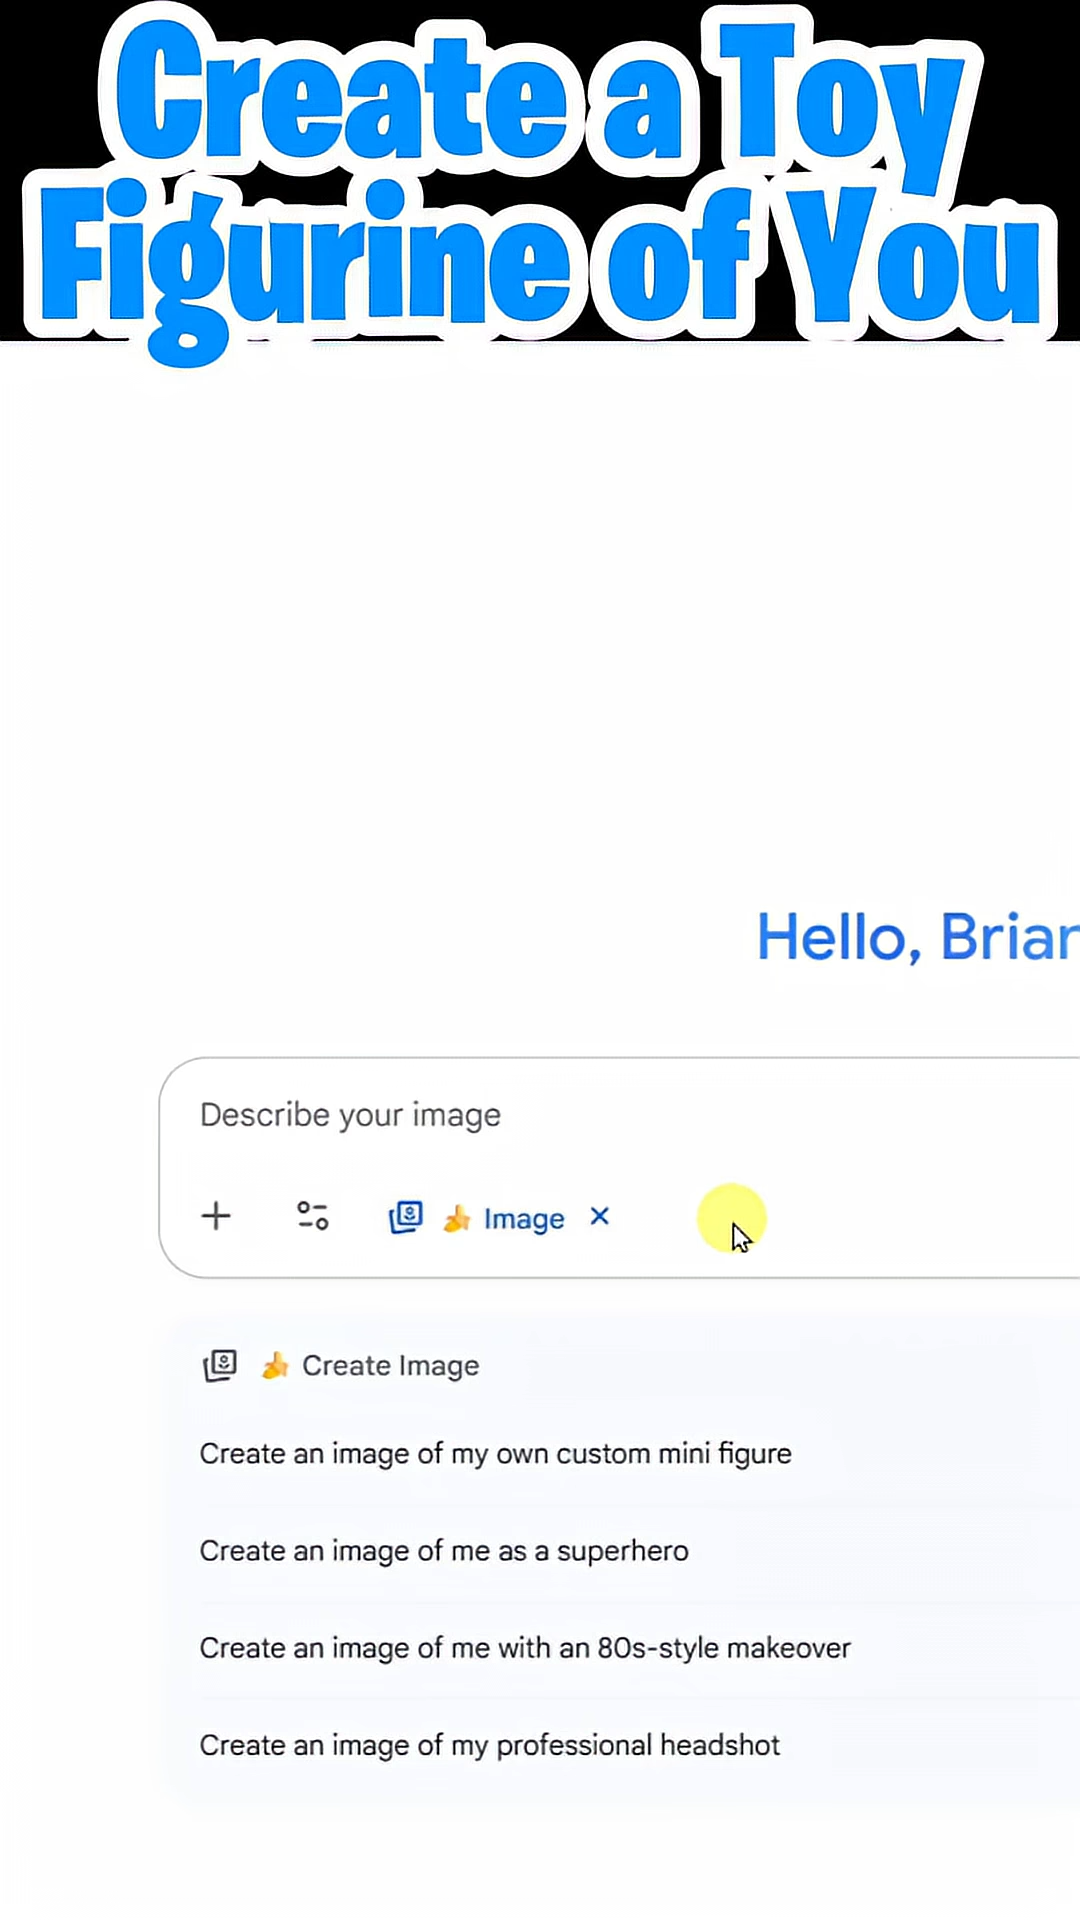 Create a Toy
Figurine of You
Hello, Brian
Describe your image
Image
Create Image
Create an image of my own custom mini figure
Create an image of me as a superhero
Create an image of me with an 80s-style makeover
Create an image of my professional headshot